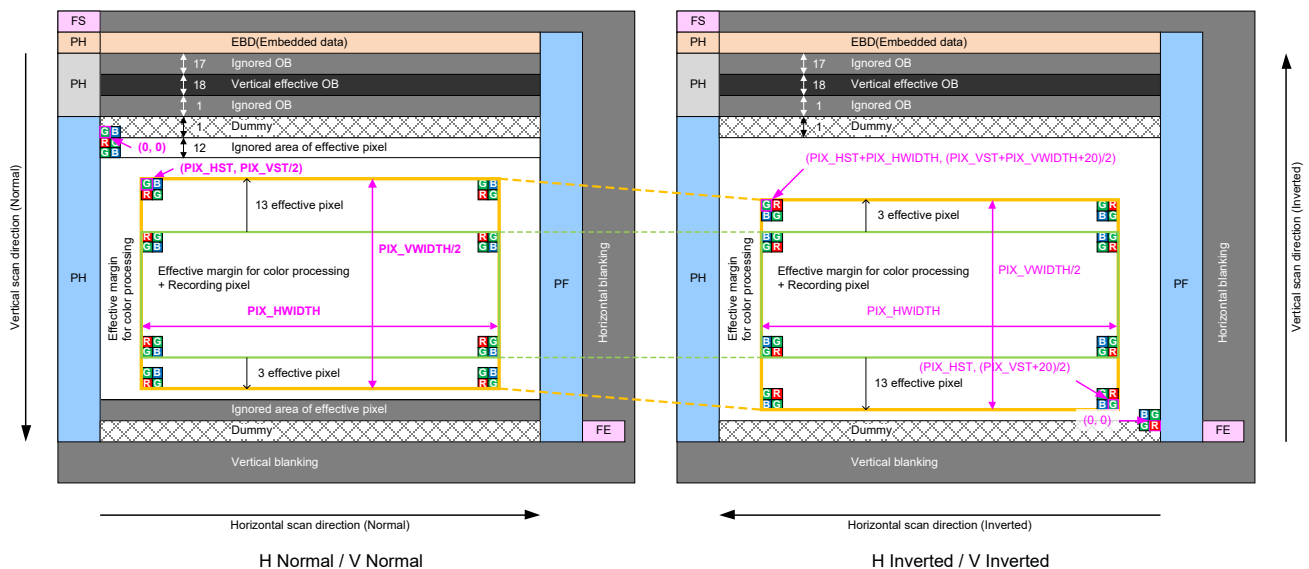 FS
PH
EBD(Embedded data)
17
Ignored OB
PH
18
Vertical effective OB
1
Ignored OB
1
Dummy
G B
R G
G B
(0, 0)
12
Ignored area of effective pixel
(PIX_HST, PIX_VST/2)
G B
R G
G B
R G
13 effective pixel
R G
G B
R G
G B
PIX_VWIDTH/2
PH
Effective margin
for color processing
Effective margin for color processing
+ Recording pixel
PIX_HWIDTH
PF
Horizontal blanking
R G
G B
R G
G B
3 effective pixel
G B
R G
G B
R G
Ignored area of effective pixel
Dummy
FE
Vertical blanking
Vertical scan direction (Normal)
Horizontal scan direction (Normal)
H Normal / V Normal
FS
PH
EBD(Embedded data)
17
Ignored OB
PH
18
Vertical effective OB
1
Ignored OB
1
Dummy
(PIX_HST+PIX_HWIDTH, (PIX_VST+PIX_VWIDTH+20)/2)
G R
B G
G R
B G
3 effective pixel
B G
G R
B G
G R
PH
Effective margin
for color processing
Effective margin for color processing
+ Recording pixel
PIX_VWIDTH/2
PIX_HWIDTH
PF
Horizontal blanking
B G
G R
B G
G R
(PIX_HST, (PIX_VST+20)/2)
13 effective pixel
G R
B G
G R
B G
(0, 0)
B G
G R
Dummy
FE
Vertical blanking
Vertical scan direction (Inverted)
Horizontal scan direction (Inverted)
H Inverted / V Inverted